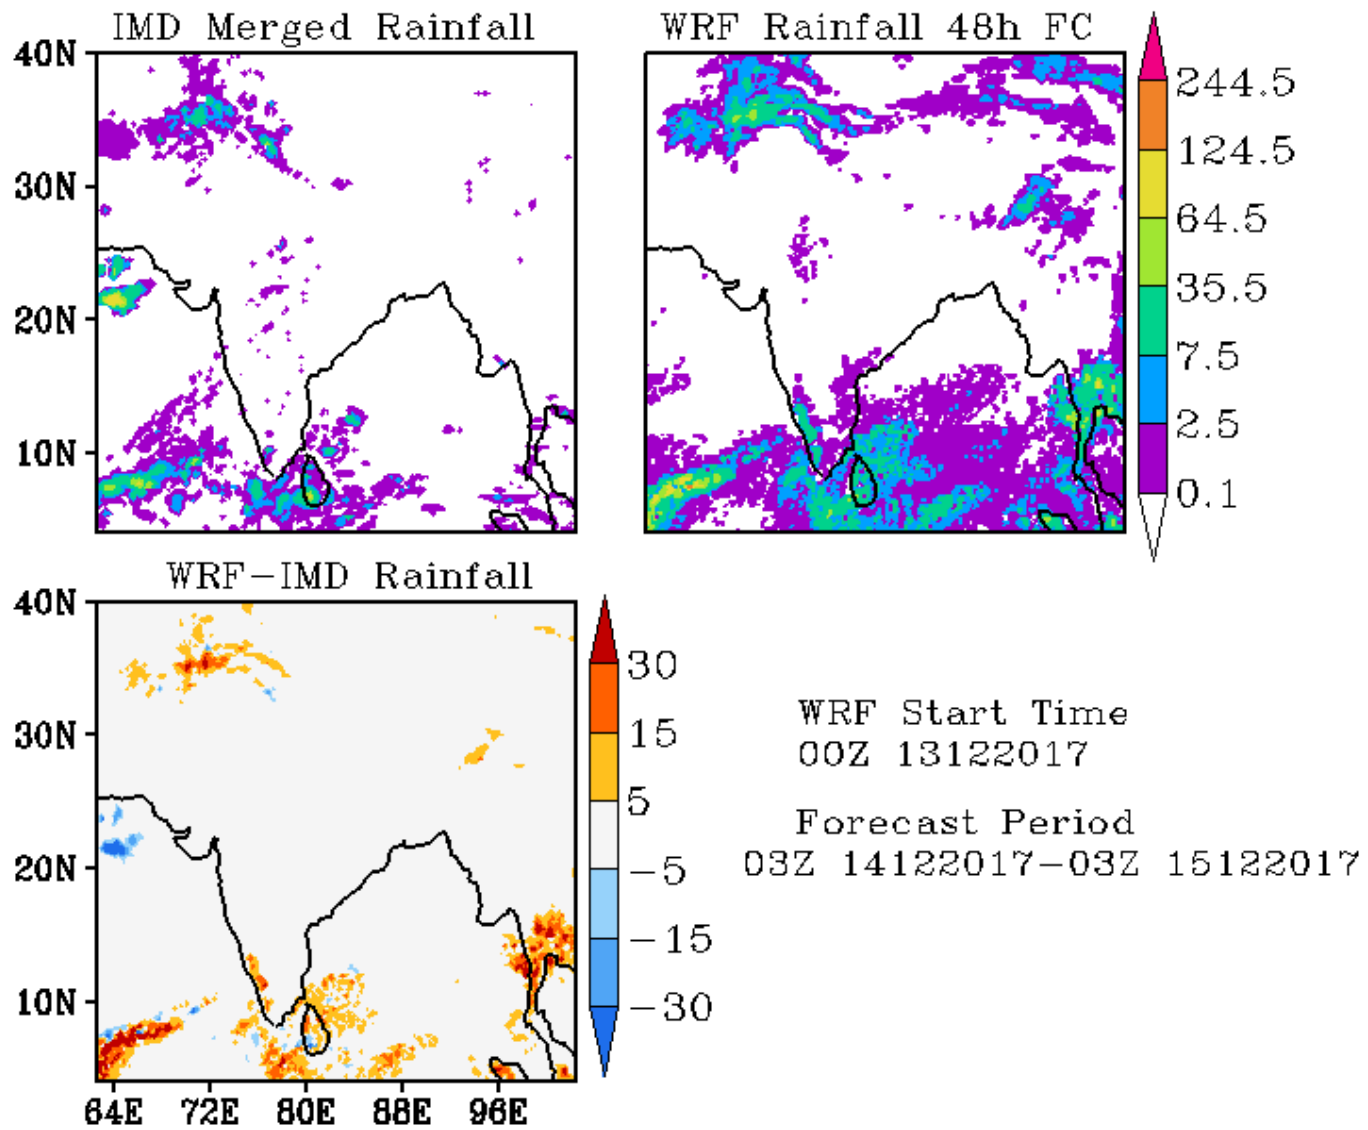 IMD Merged Rainfall
WRF Rainfall 48h FC
40N
30N
20N
10N
244.5
124.5
64.5
35.5
7.5
2.5
0.1
WRF-IMD Rainfall
40N
30N
20N
10N
64E 72E 80E 88E 96E
30
15
5
-5
-15
-30
WRF Start Time
00Z 13122017
Forecast Period
03Z 14122017-03Z 15122017